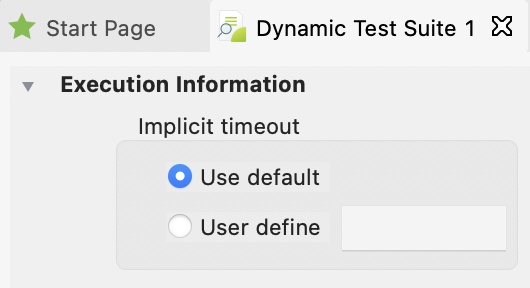 Start Page
Dynamic Test Suite 1
Execution Information
Implicit timeout
Use default
User define